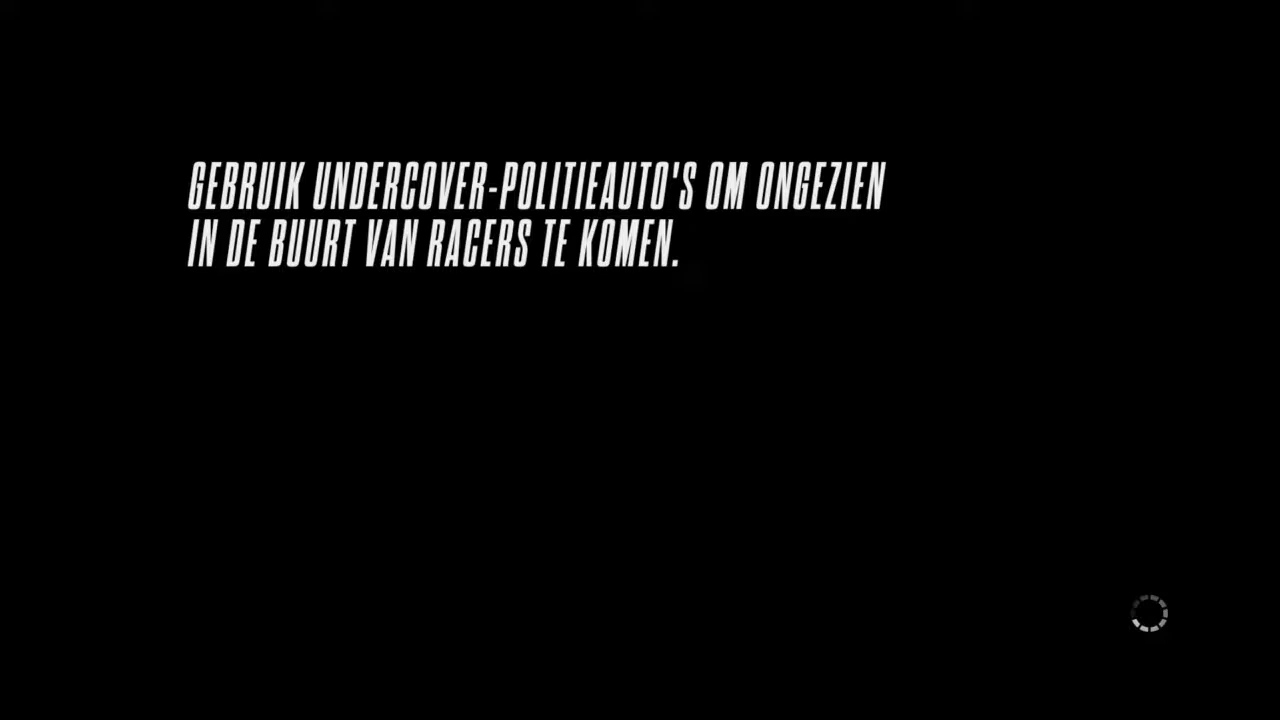 GEBRUIK UNDERCOVER-POLITIEAUTO'S OM ONGEZIEN
IN DE BUURT VAN RACERS TE KOMEN.